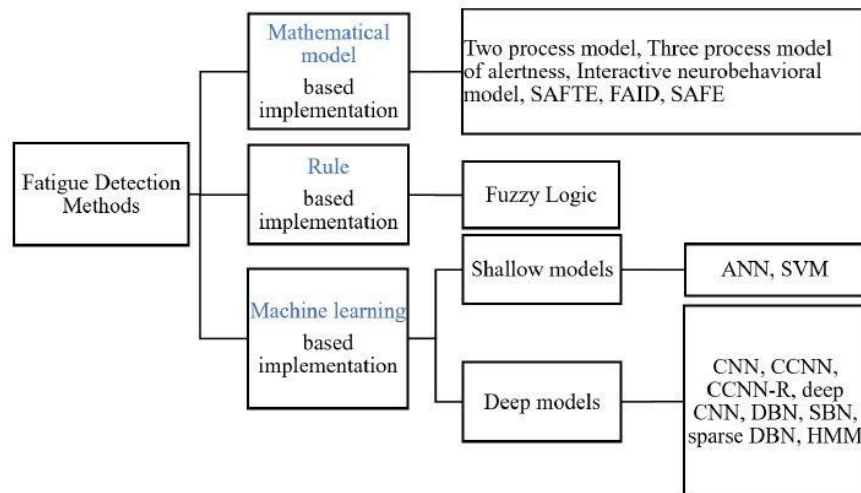 Fatigue Detection
Methods
Mathematical
model
based
implementation
Two process model, Three process model
of alertness, Interactive neurobehavioral
model, SAFTE, FAID, SAFE
Rule
based
implementation
Fuzzy Logic
Machine learning
based
implementation
Shallow models
ANN, SVM
Deep models
CNN, CCNN,
CCNN-R, deep
CNN, DBN, SBN,
sparse DBN, HMM